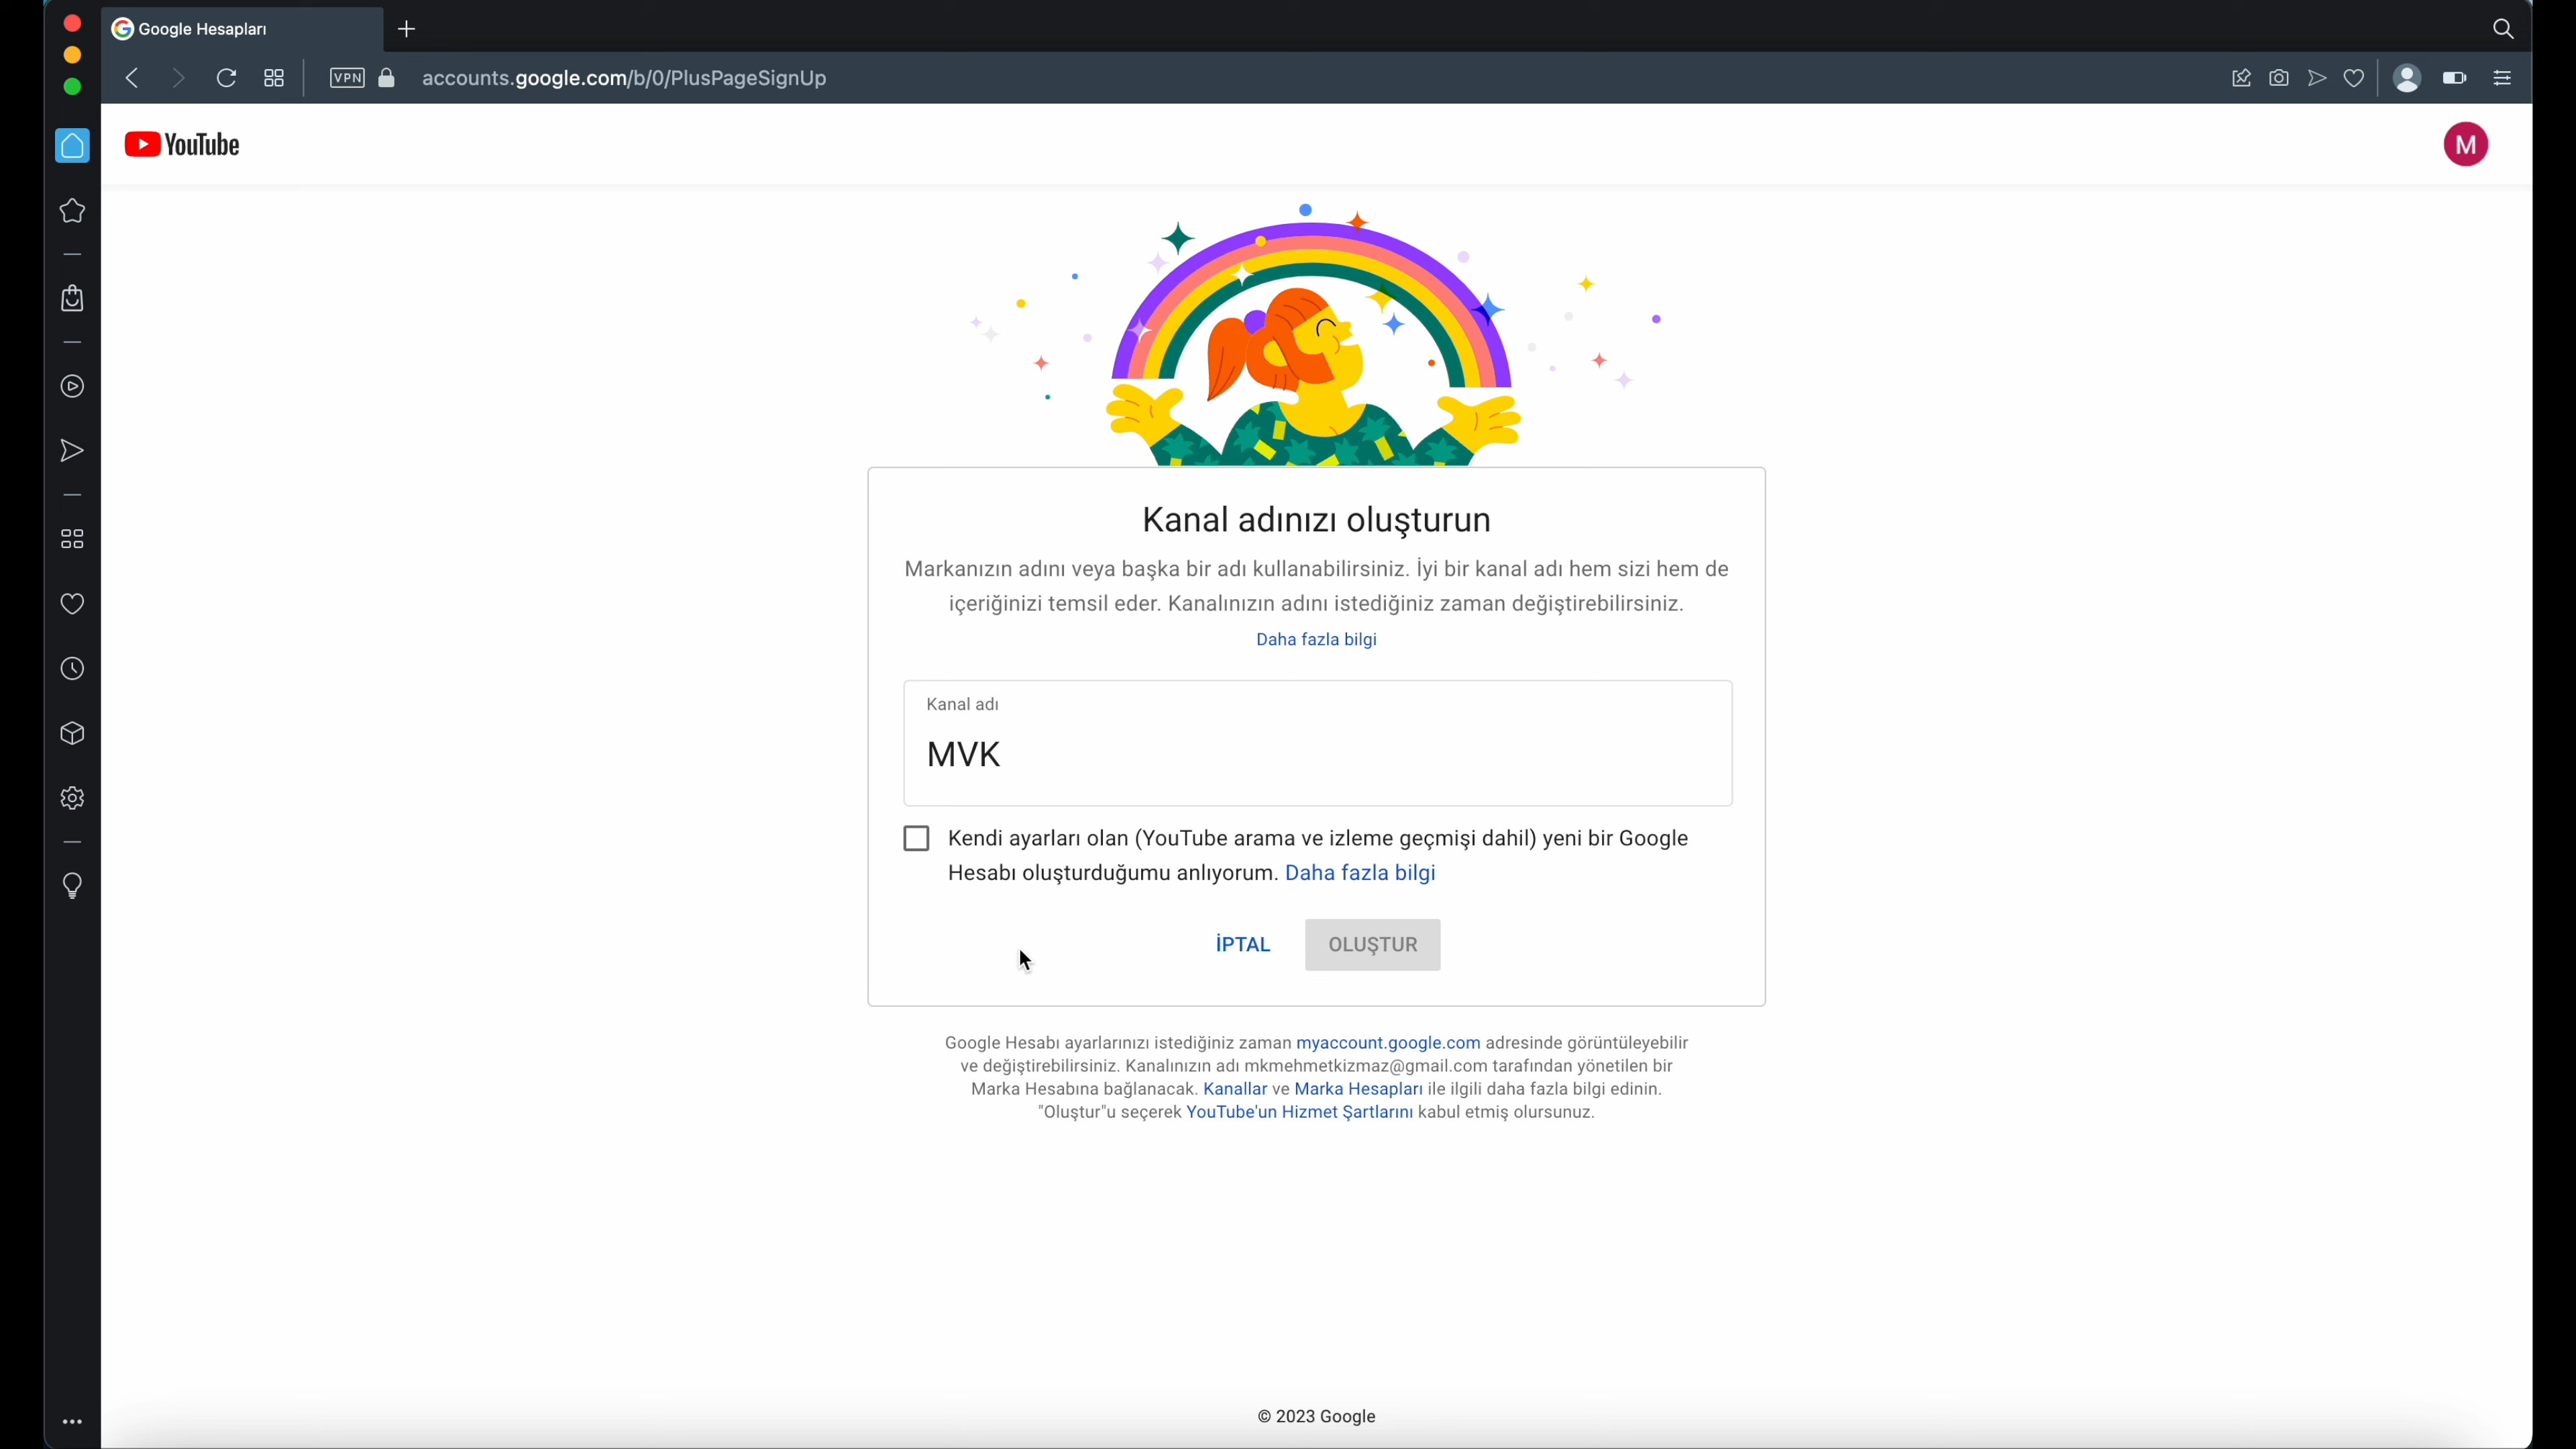 Google Hesapları
VPN accounts.google.com/b/0/PlusPageSignUp
YouTube
M
Kanal adınızı oluşturun
Markanızın adını veya başka bir adı kullanabilirsiniz. İyi bir kanal adı hem sizi hem de
içeriğinizi temsil eder. Kanalınızın adını istediğiniz zaman değiştirebilirsiniz.
Daha fazla bilgi
Kanal adı
MVK
Kendi ayarları olan (YouTube arama ve izleme geçmişi dahil) yeni bir Google
Hesabı oluşturduğumu anlıyorum. Daha fazla bilgi
İPTAL OLUŞTUR
Google Hesabı ayarlarınızı istediğiniz zaman myaccount.google.com adresinde görüntüleyebilir
ve değiştirebilirsiniz. Kanalınızın adı mkmehmetkizmaz@gmail.com tarafından yönetilen bir
Marka Hesabına bağlanacak. Kanallar ve Marka Hesapları ile ilgili daha fazla bilgi edinin.
"Oluştur"u seçerek YouTube'un Hizmet Şartlarını kabul etmiş olursunuz.
© 2023 Google